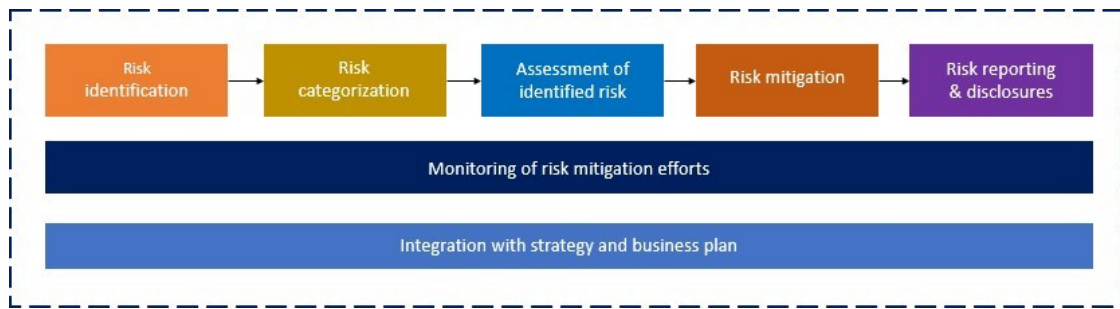 Risk
identification
Risk
categorization
Assessment of
identified risk
Risk mitigation
Risk reporting
& disclosures
Monitoring of risk mitigation efforts
Integration with strategy and business plan